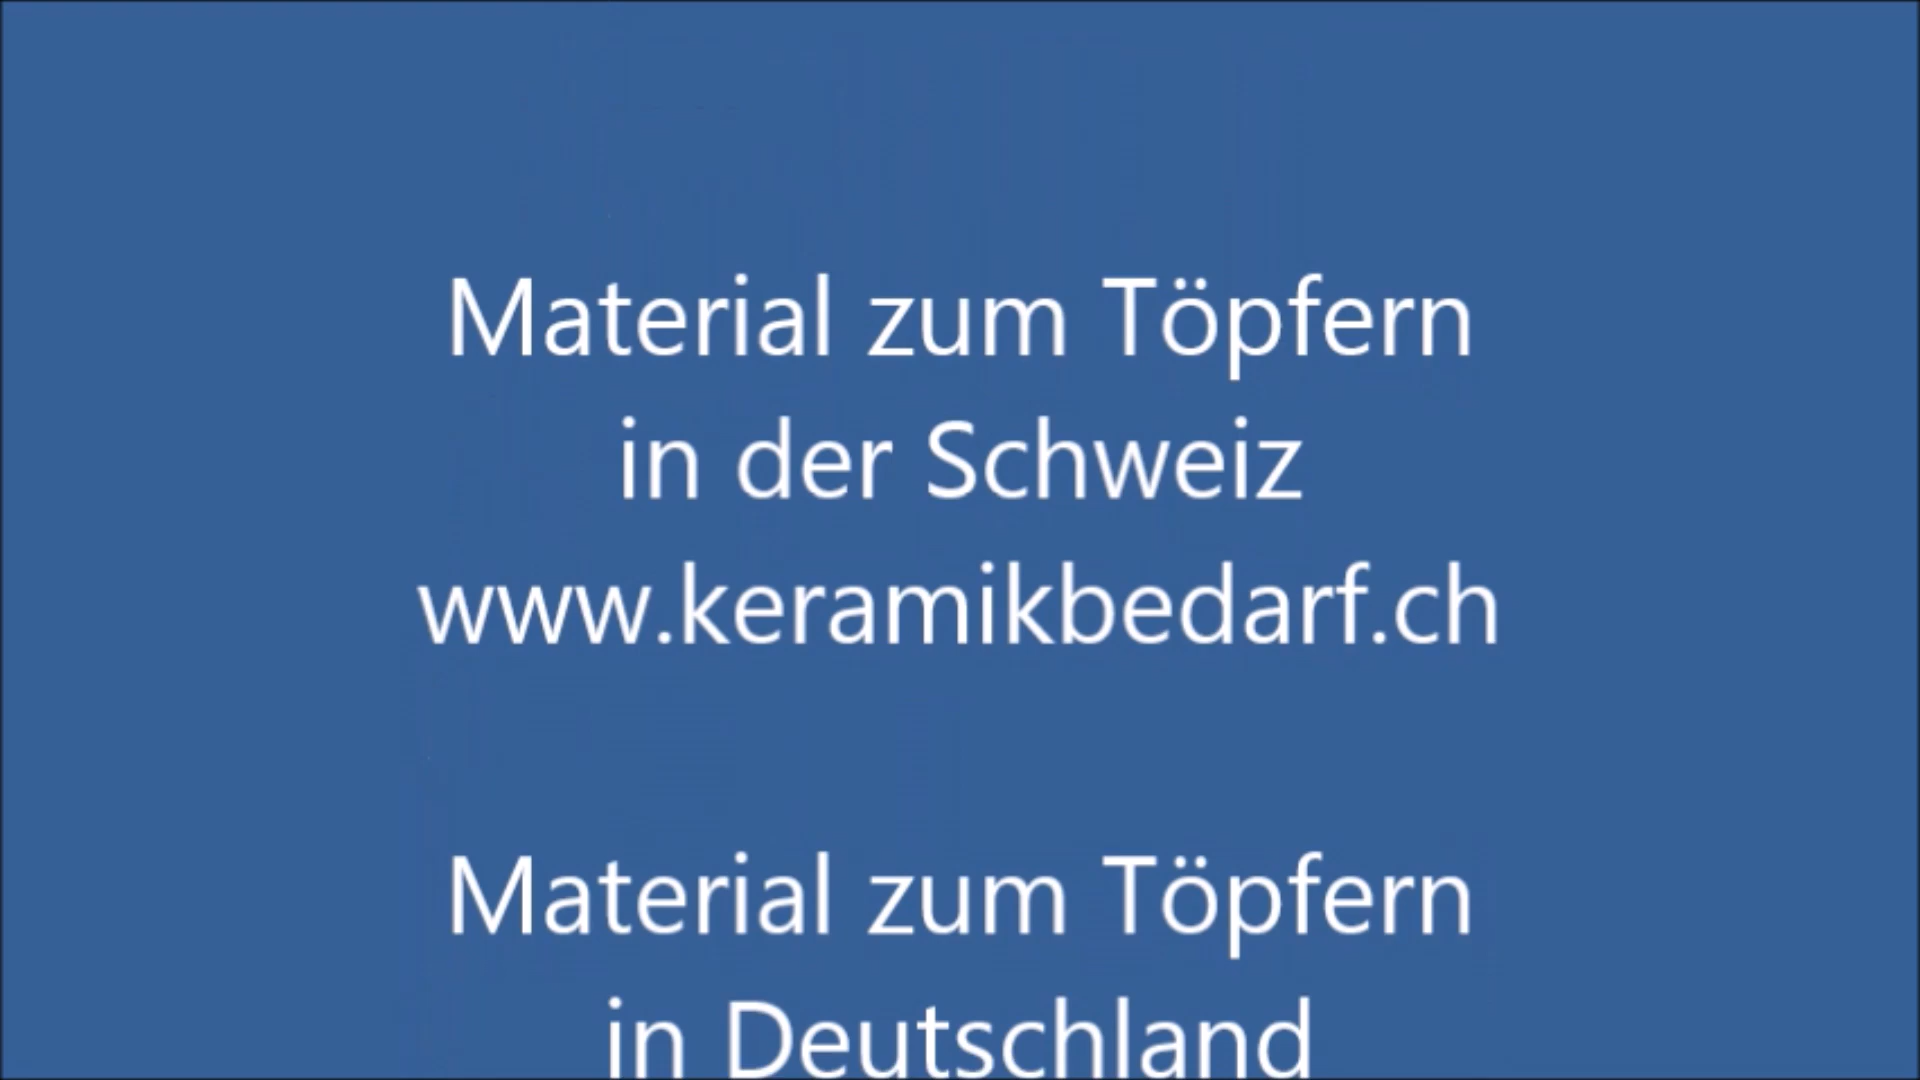 Material zum Töpfern
in der Schweiz
www.keramikbedarf.ch
Material zum Töpfern
in Deutschland